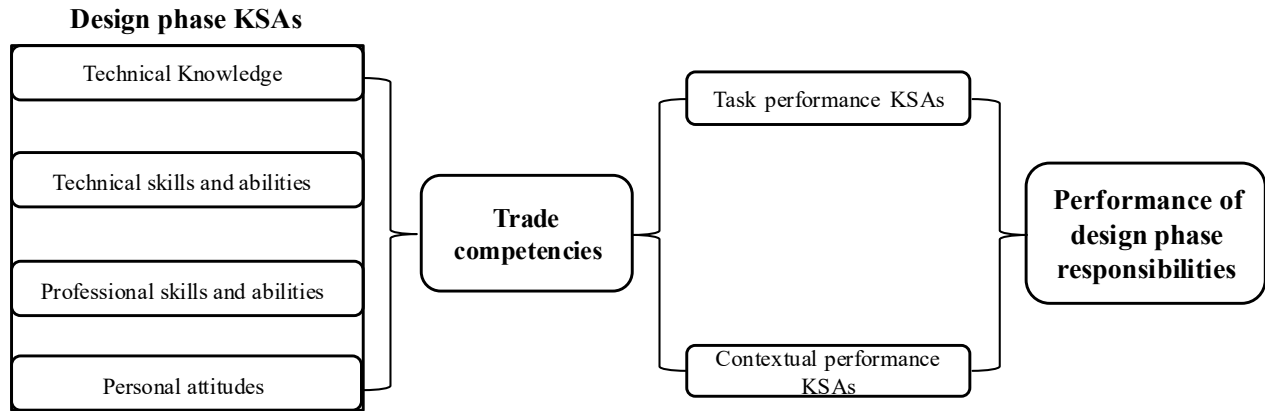 Design phase KSAs
Technical Knowledge
Technical skills and abilities
Professional skills and abilities
Personal attitudes
Trade
competencies
Task performance KSAs
Contextual performance
KSAs
Performance of
design phase
responsibilities